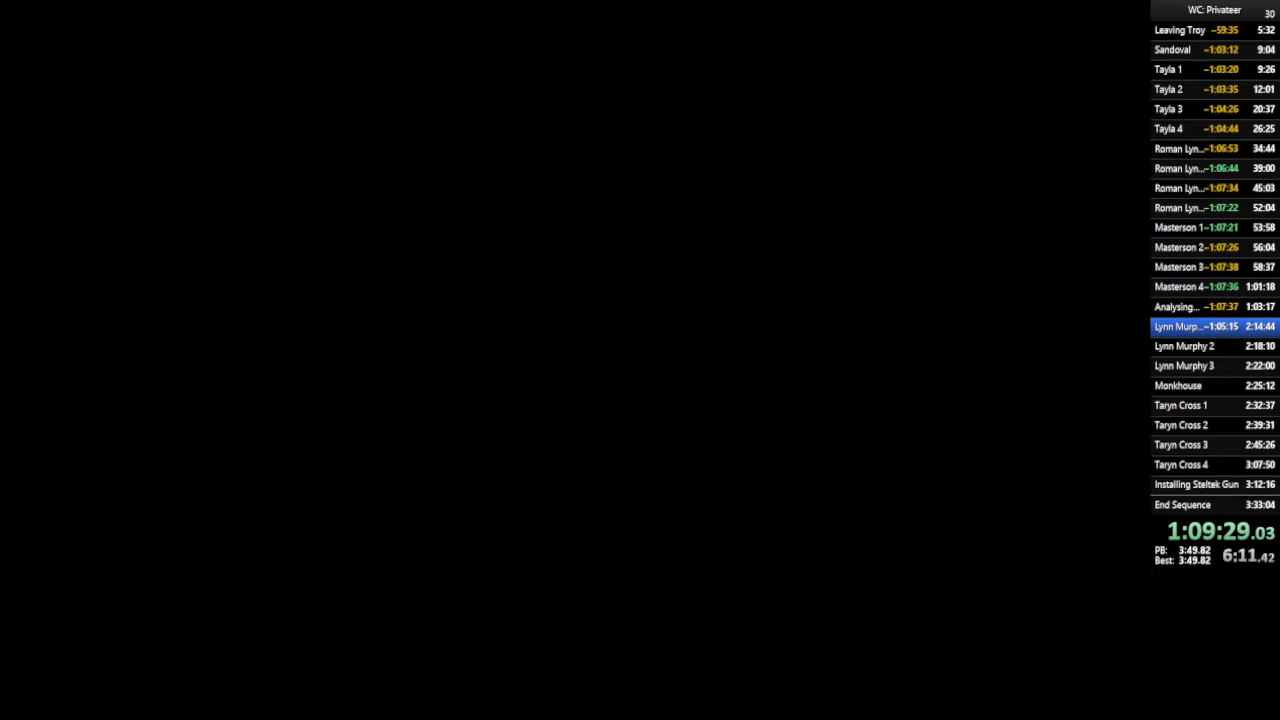 WC: Privateer 30
Leaving Troy −59:35 5:32
Sandoval −1:03:12 9:04
Tayla 1 −1:03:20 9:26
Tayla 2 −1:03:35 12:01
Tayla 3 −1:04:26 20:37
Tayla 4 −1:04:44 26:25
Roman Lyn... −1:06:53 34:44
Roman Lyn... −1:06:44 39:00
Roman Lyn... −1:07:34 45:03
Roman Lyn... −1:07:22 52:04
Masterson 1 −1:07:21 53:58
Masterson 2 −1:07:26 56:04
Masterson 3 −1:07:38 58:37
Masterson 4 −1:07:36 1:01:18
Analysing... −1:07:37 1:03:17
Lynn Murp... −1:05:15 2:14:44
Lynn Murphy 2 2:18:10
Lynn Murphy 3 2:22:00
Monkhouse 2:25:12
Taryn Cross 1 2:32:37
Taryn Cross 2 2:39:31
Taryn Cross 3 2:45:26
Taryn Cross 4 3:07:50
Installing Steltek Gun 3:12:16
End Sequence 3:33:04
1:09:29.03
PB: 3:49.82
Best: 3:49.82 6:11.42